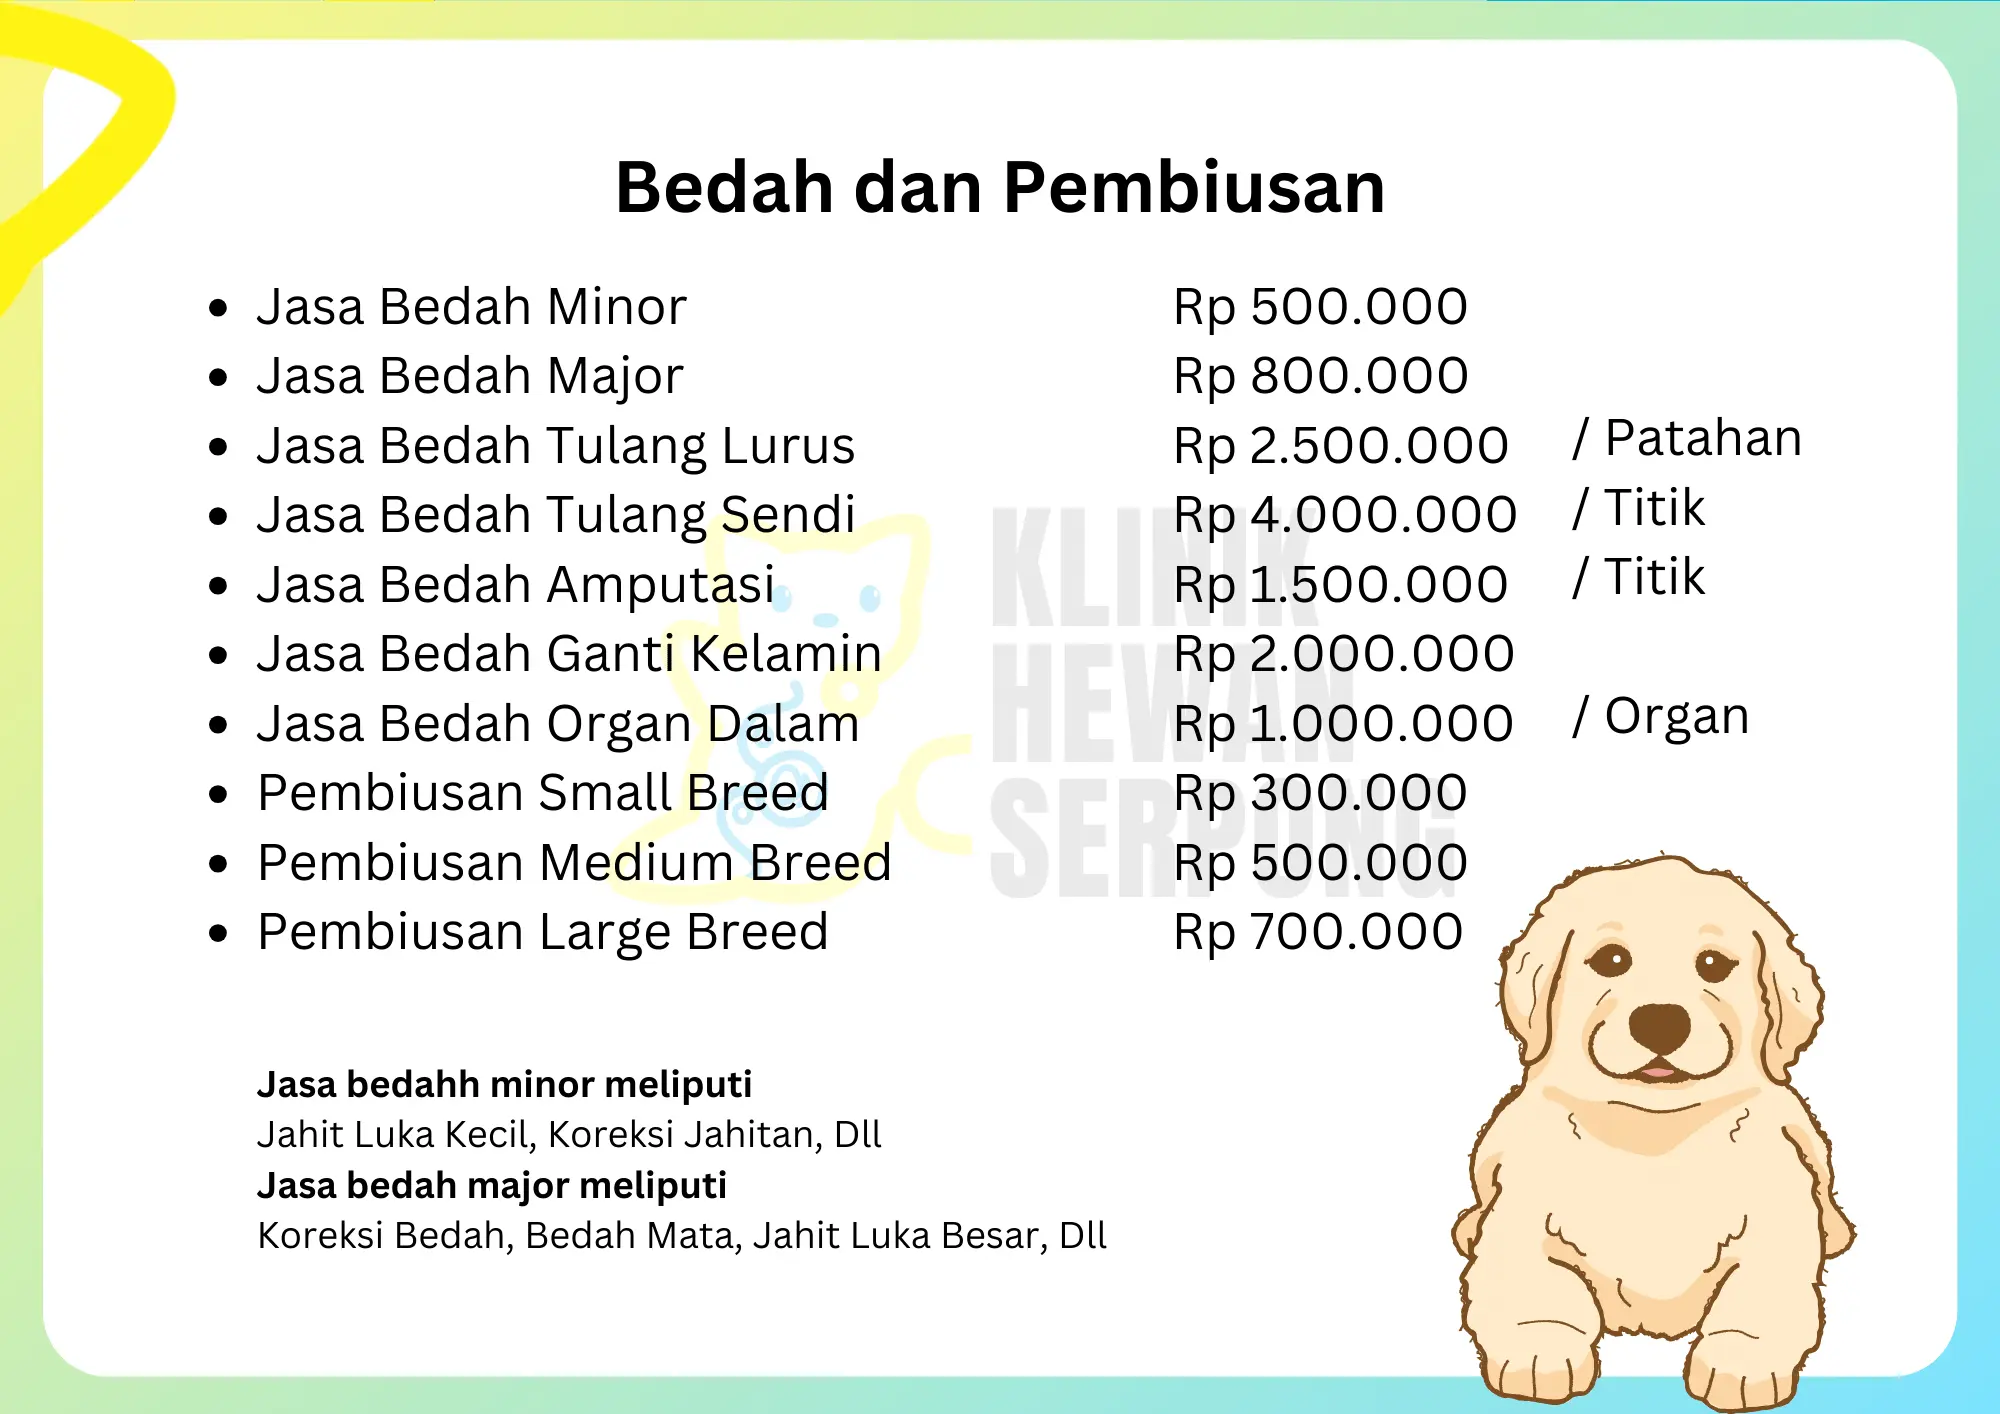 Bedah dan Pembiusan
• Jasa Bedah Minor Rp 500.000
• Jasa Bedah Major Rp 800.000
• Jasa Bedah Tulang Lurus Rp 2.500.000 / Patahan
• Jasa Bedah Tulang Sendi Rp 4.000.000 / Titik
• Jasa Bedah Amputasi Rp 1.500.000 / Titik
• Jasa Bedah Ganti Kelamin Rp 2.000.000
• Jasa Bedah Organ Dalam Rp 1.000.000 / Organ
• Pembiusan Small Breed Rp 300.000
• Pembiusan Medium Breed Rp 500.000
• Pembiusan Large Breed Rp 700.000
KLINIK
HEWAN
SERPONG
Jasa bedahh minor meliputi
Jahit Luka Kecil, Koreksi Jahitan, Dll
Jasa bedah major meliputi
Koreksi Bedah, Bedah Mata, Jahit Luka Besar, Dll